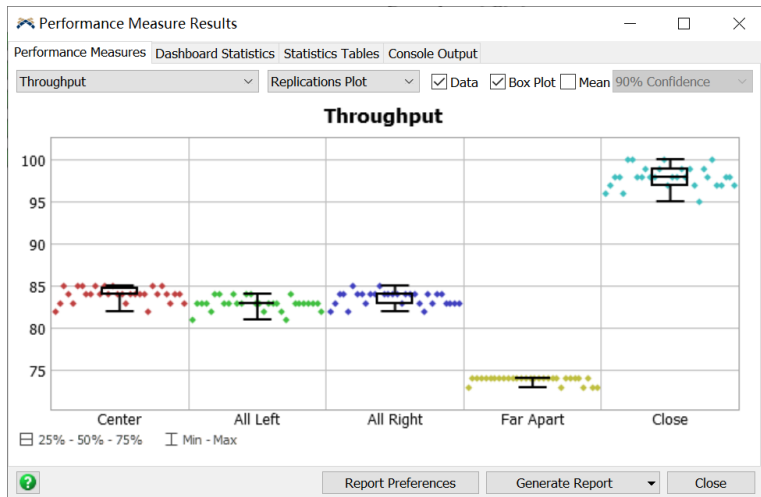 Performance Measure Results
Performance Measures Dashboard Statistics Statistics Tables Console Output
Throughput Replications Plot Data Box Plot Mean 90% Confidence
Throughput
100
95
90
85
80
75
Center All Left All Right Far Apart Close
25% - 50% - 75% Min - Max
? Report Preferences Generate Report Close